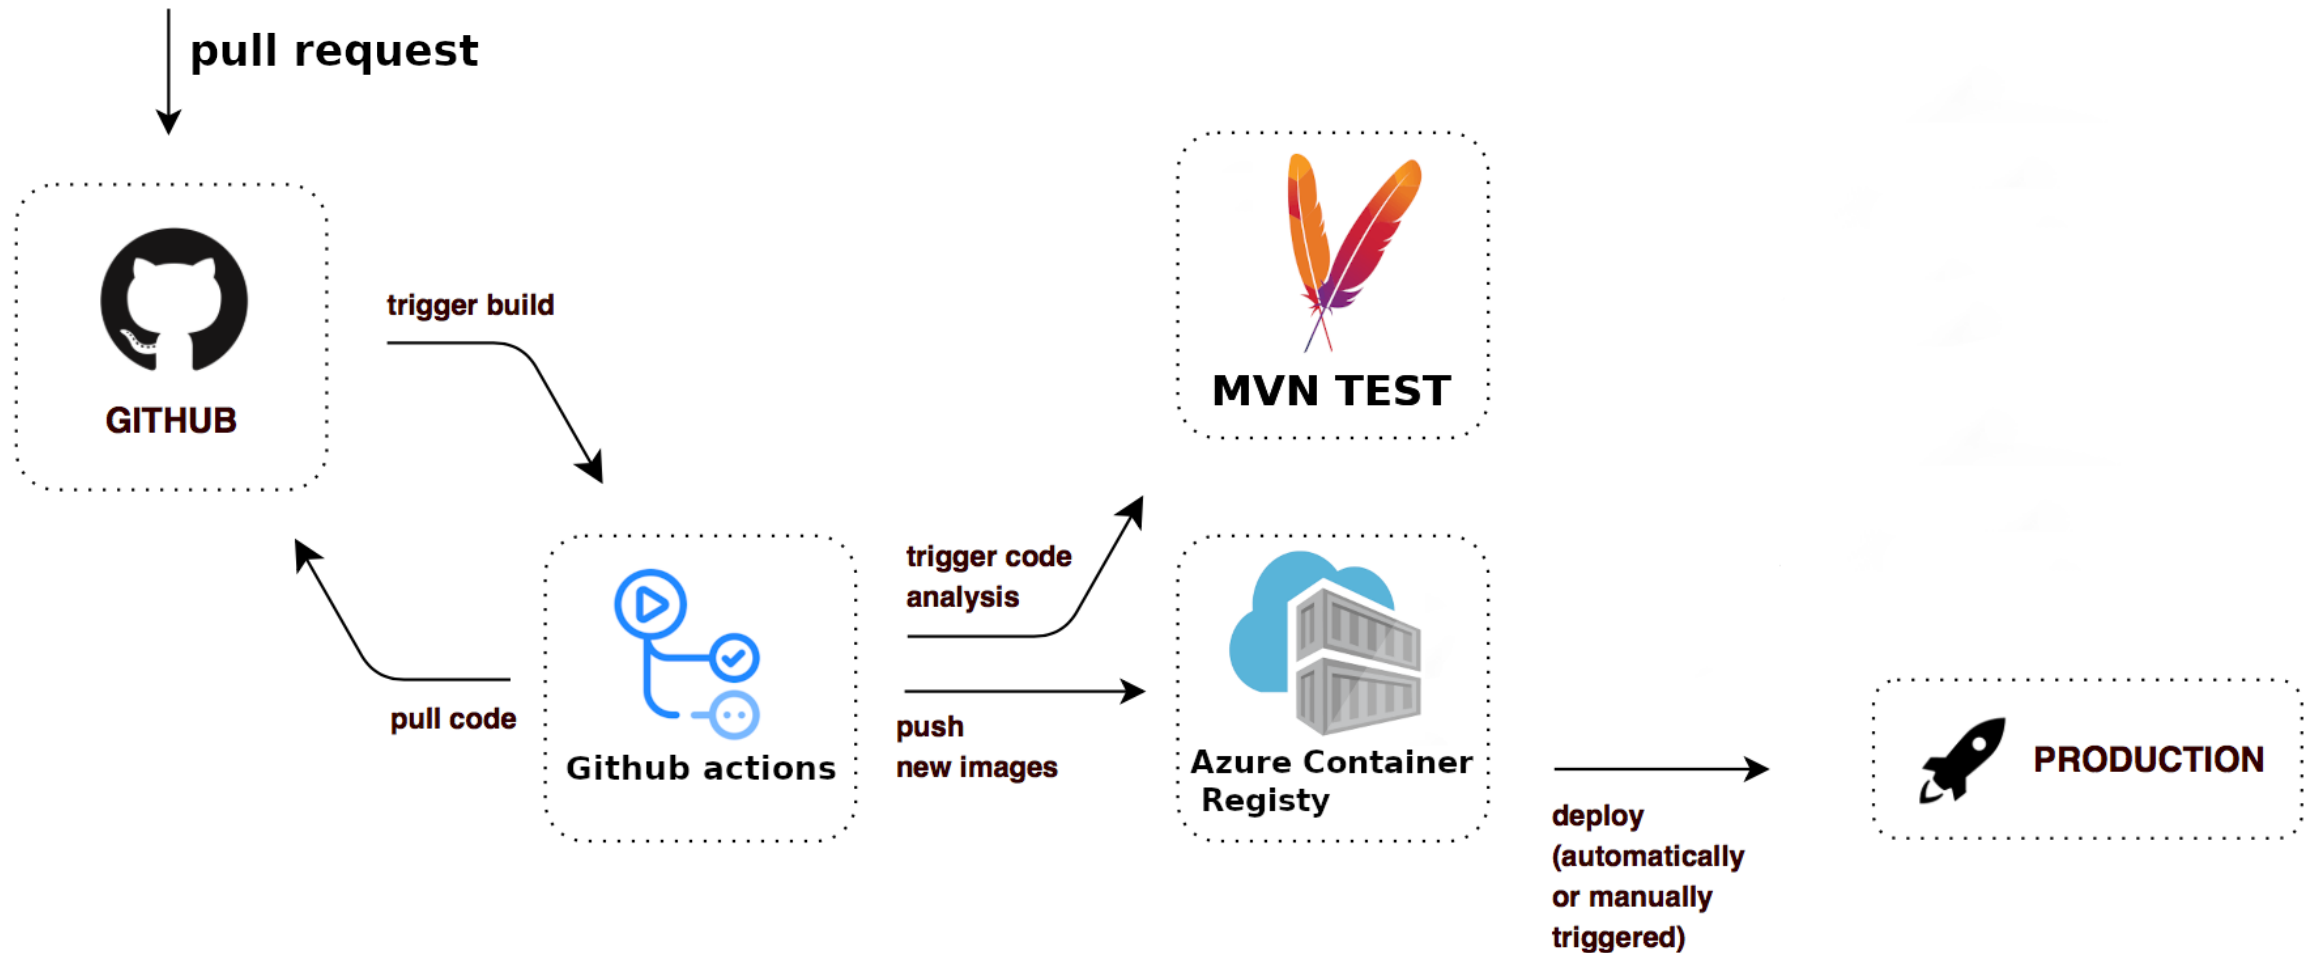 pull request
GITHUB
trigger build
pull code
Github actions
trigger code
analysis
push
new images
MVN TEST
Azure Container
Registy
deploy
(automatically
or manually
triggered)
PRODUCTION